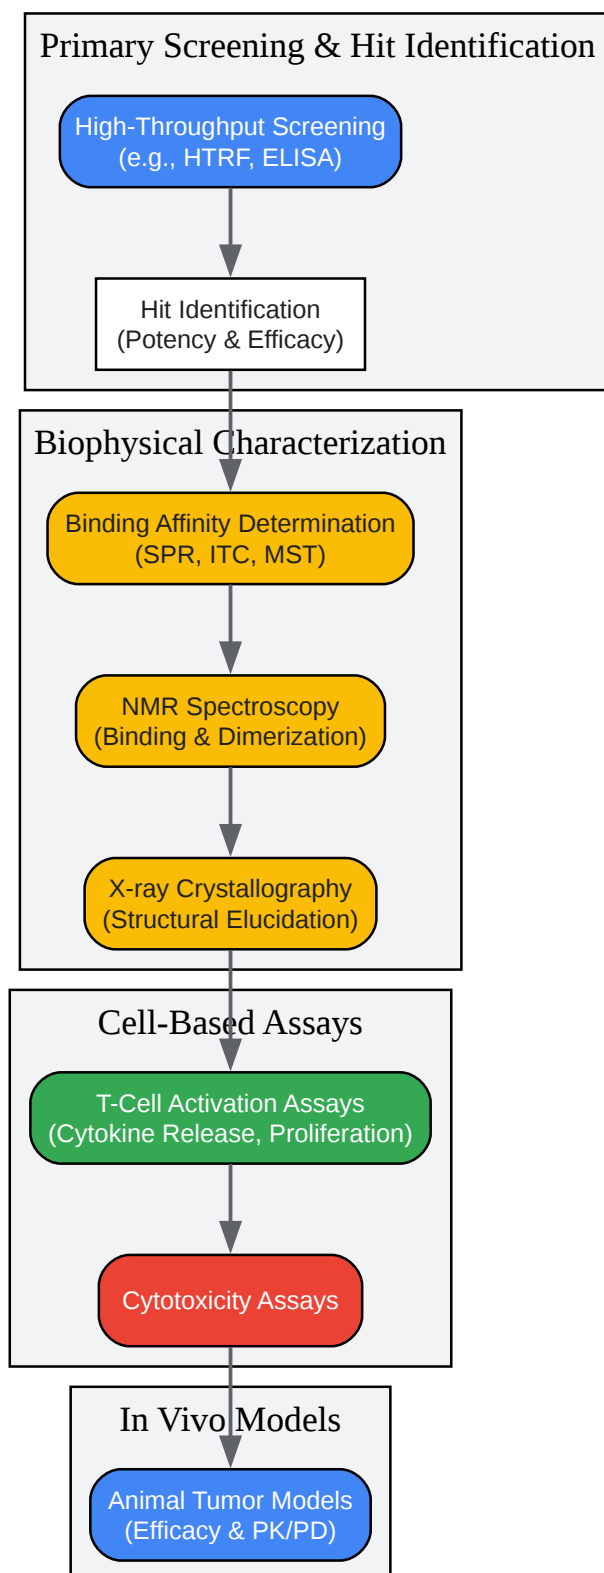 Primary Screening & Hit Identification
High-Throughput Screening
(e.g., HTRF, ELISA)
Hit Identification
(Potency & Efficacy)
Biophysical Characterization
Binding Affinity Determination
(SPR, ITC, MST)
NMR Spectroscopy
(Binding & Dimerization)
X-ray Crystallography
(Structural Elucidation)
Cell-Based Assays
T-Cell Activation Assays
(Cytokine Release, Proliferation)
Cytotoxicity Assays
In Vivo Models
Animal Tumor Models
(Efficacy & PK/PD)